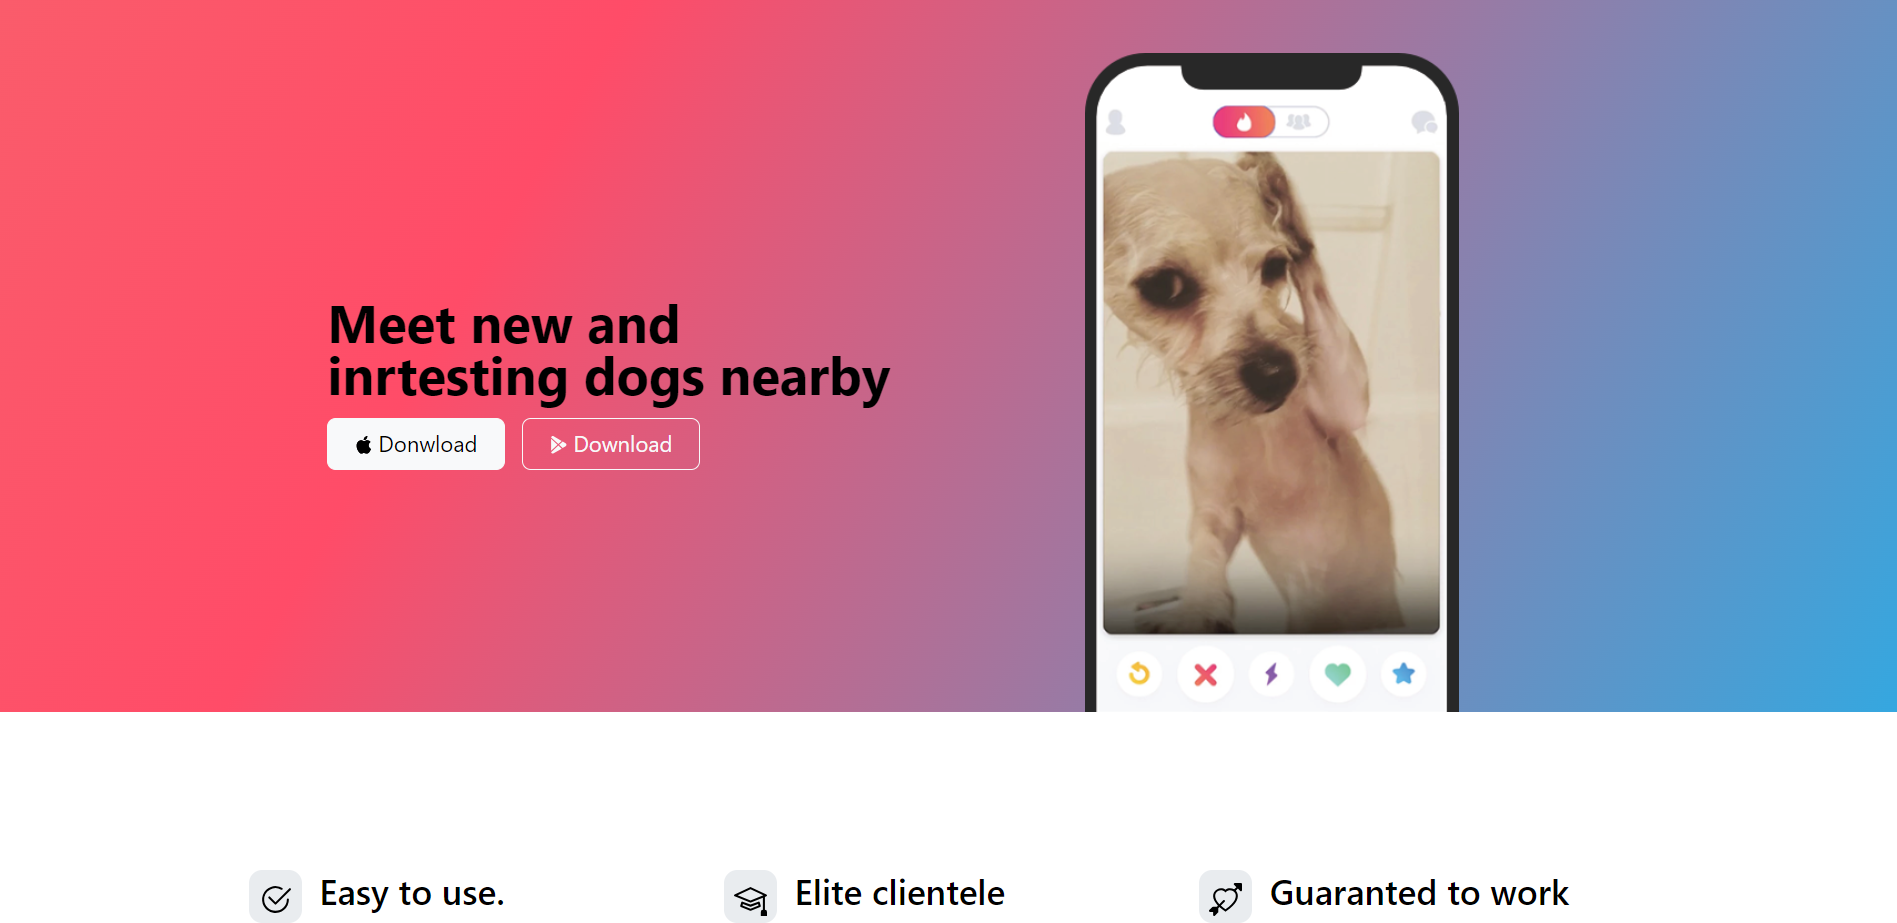 Meet new and
inrtesting dogs nearby
Donwload
Download
Easy to use.
Elite clientele
Guaranted to work